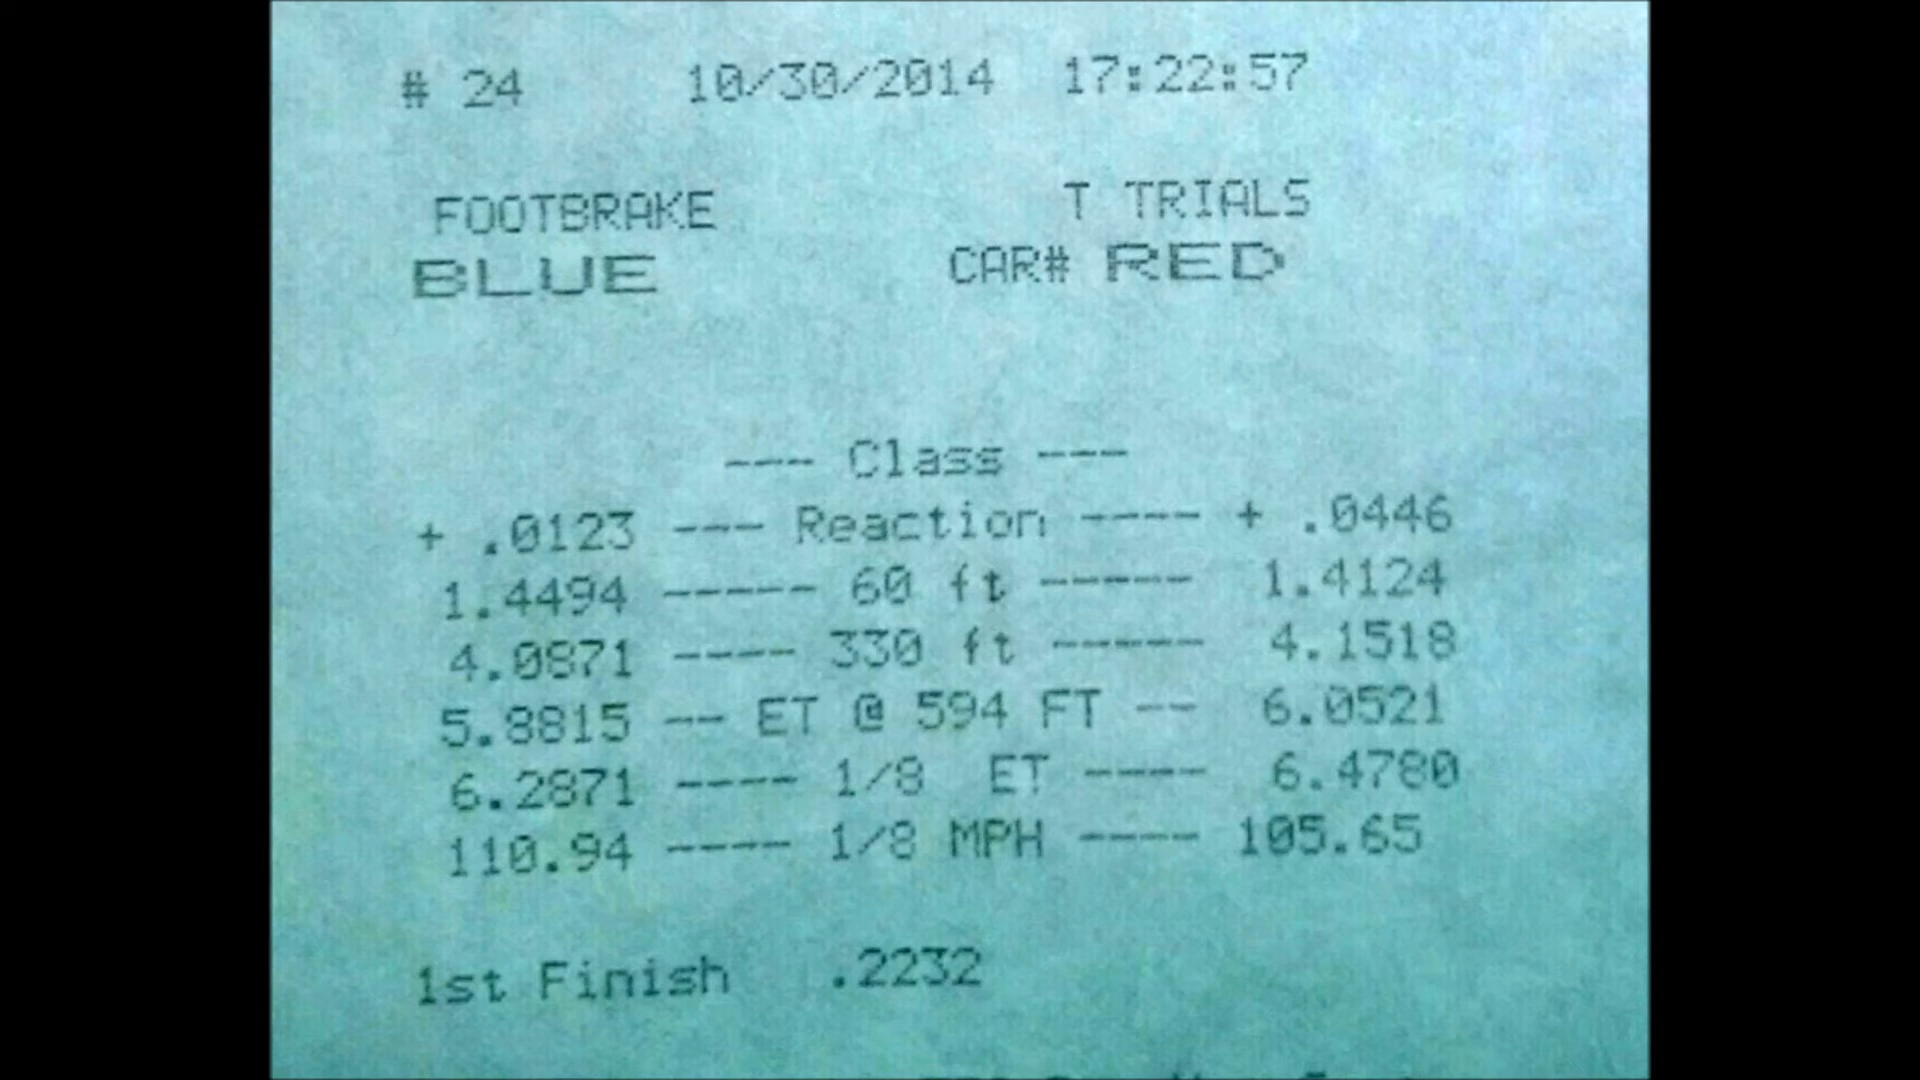 # 24 10/30/2014 17:22:57
FOOTBRAKE T TRIALS
BLUE CAR# RED
--- Class ---
+ .0123 --- Reaction ---- + .0446
1.4494 ----- 60 ft ----- 1.4124
4.0871 ---- 330 ft ----- 4.1518
5.8815 -- ET @ 594 FT -- 6.0521
6.2871 ---- 1/8 ET ---- 6.4780
110.94 ---- 1/8 MPH ---- 105.65
1st Finish .2232